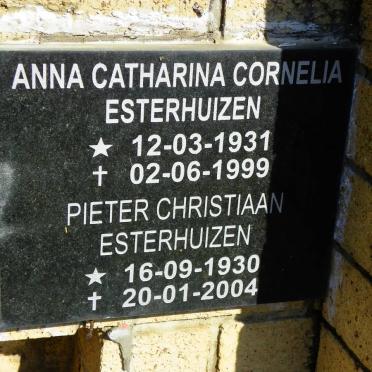 ANNA CATHARINA CORNELIA
ESTERHUIZEN
★ 12-03-1931
✝ 02-06-1999
PIETER CHRISTIAAN
ESTERHUIZEN
★ 16-09-1930
✝ 20-01-2004